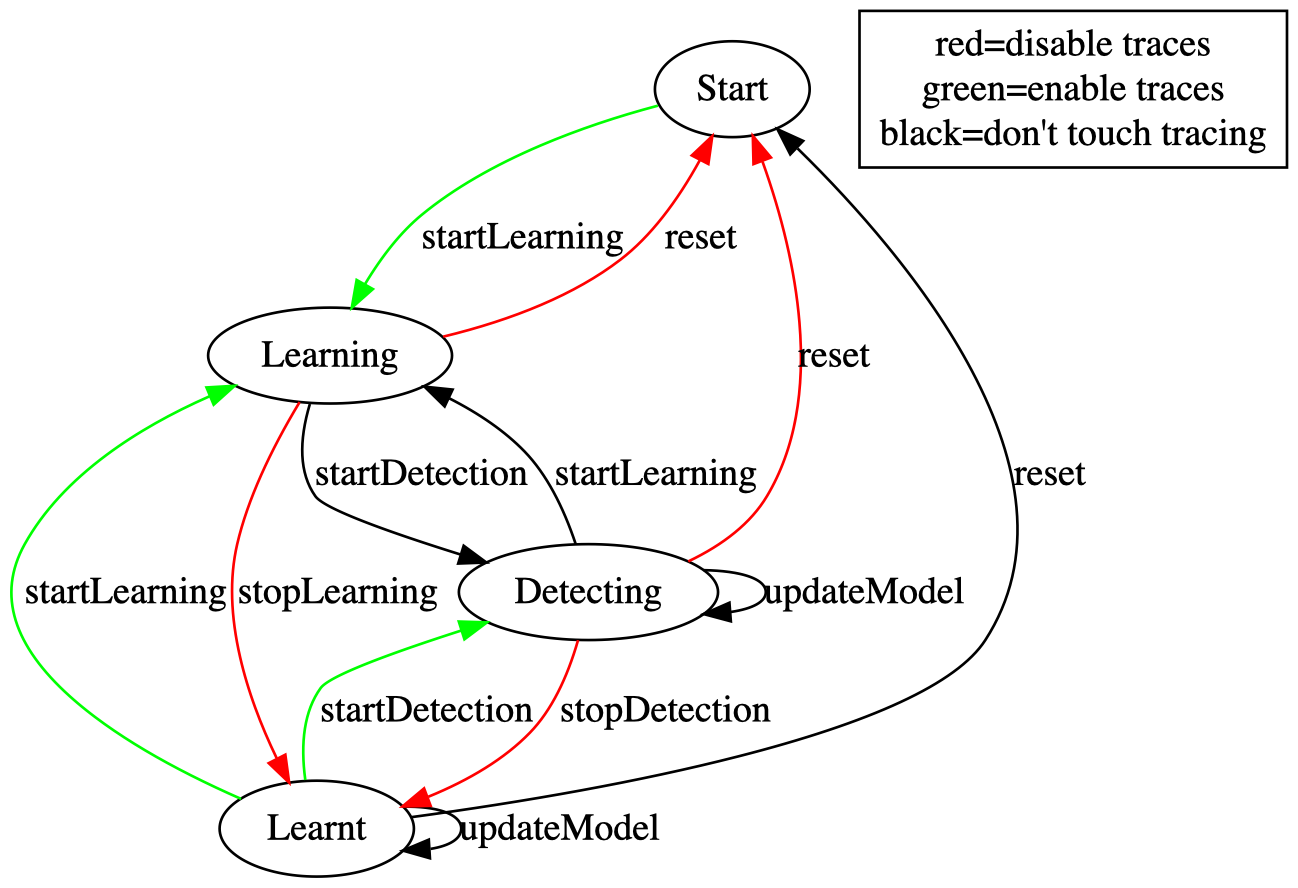 Start
red=disable traces
green=enable traces
black=don't touch tracing
startLearning
reset
Learning
reset
startDetection
startLearning
reset
startLearning
stopLearning
Detecting
updateModel
startDetection
stopDetection
Learnt
updateModel